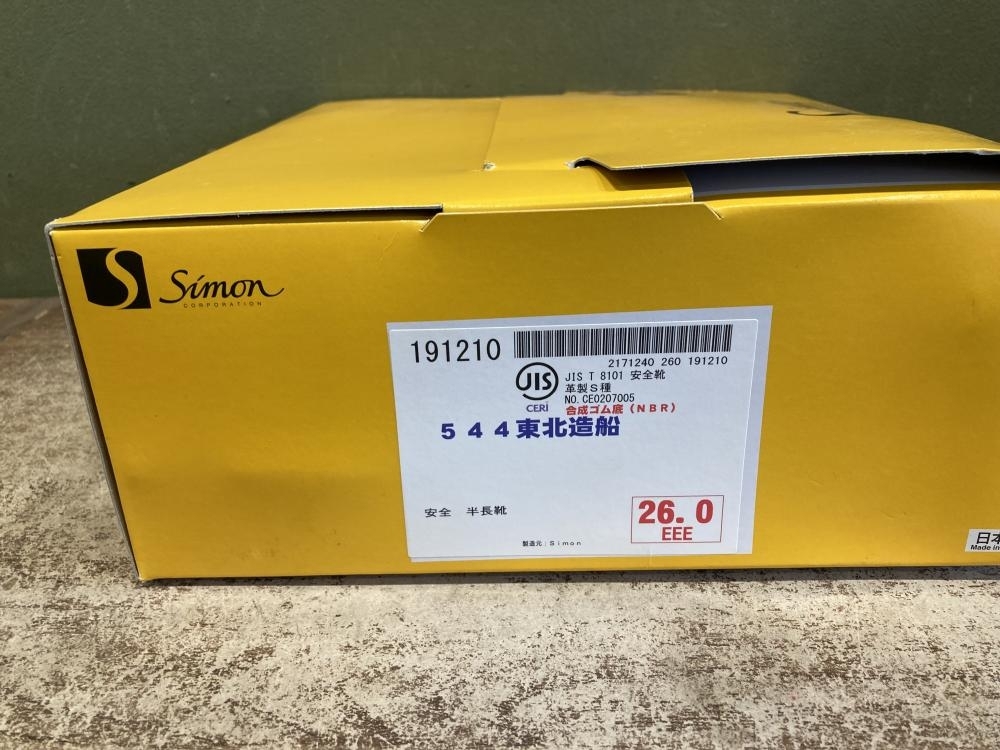 Simon
CORPORATION
191210
2171240 260 191210
JIS
CERI
JIS T 8101 安全靴
革製S種
NO.CE0207005
合成ゴム底(NBR)
544東北造船
安全 半長靴
26.0
EEE
製造元:Simon
日本
Made in